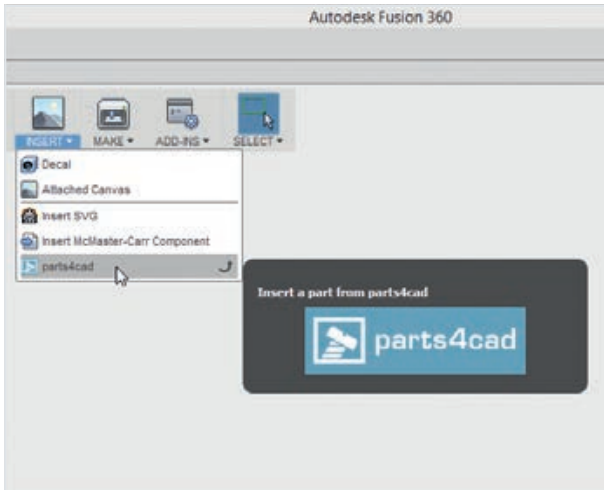 Autodesk Fusion 360
INSERT MAKE ADD-INS SELECT
Decal
Attached Canvas
Insert SVG
Insert McMaster-Carr Component
parts4cad
Insert a part from parts4cad
parts4cad